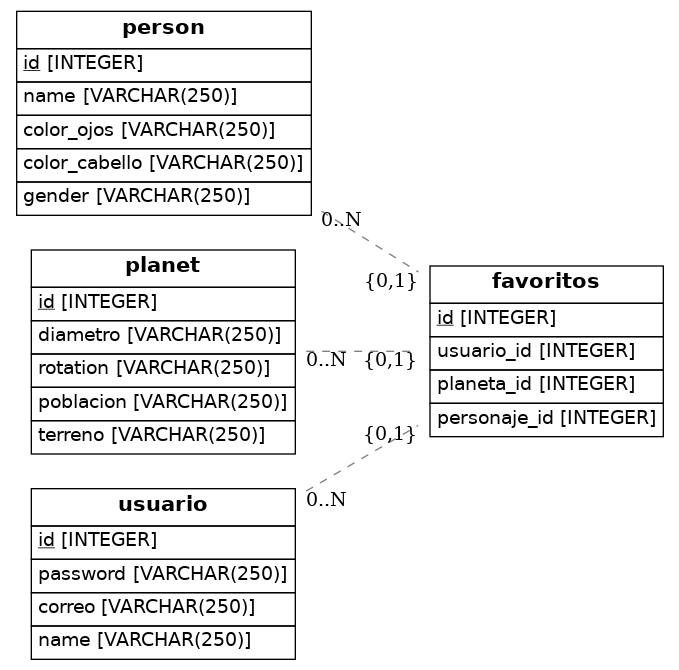 person
id [INTEGER]
name [VARCHAR(250)]
color_ojos [VARCHAR(250)]
color_cabello [VARCHAR(250)]
gender [VARCHAR(250)]
0..N
{0,1}
planet
id [INTEGER]
diametro [VARCHAR(250)]
rotation [VARCHAR(250)]
poblacion [VARCHAR(250)]
terreno [VARCHAR(250)]
0..N
{0,1}
favoritos
id [INTEGER]
usuario_id [INTEGER]
planeta_id [INTEGER]
personaje_id [INTEGER]
{0,1}
0..N
usuario
id [INTEGER]
password [VARCHAR(250)]
correo [VARCHAR(250)]
name [VARCHAR(250)]